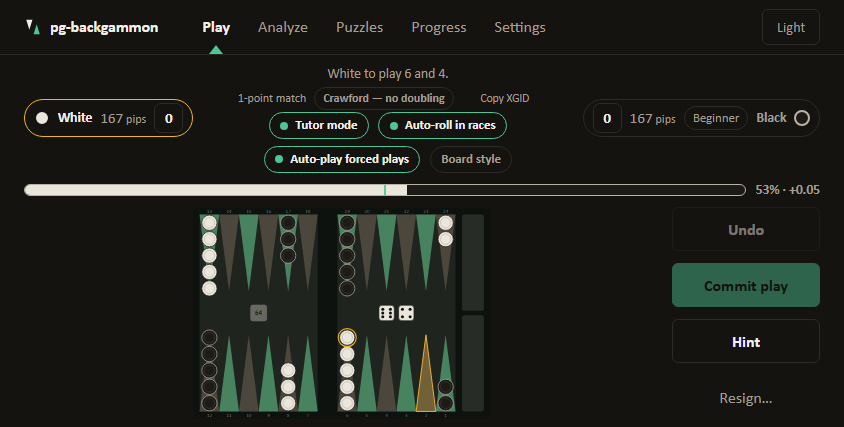 pg-backgammon
Play
Analyze
Puzzles
Progress
Settings
Light
White to play 6 and 4.
1-point match
Crawford — no doubling
Copy XGID
White 167 pips 0
0 167 pips Beginner Black
Tutor mode
Auto-roll in races
Auto-play forced plays
Board style
53% · +0.05
Undo
Commit play
Hint
Resign...
64